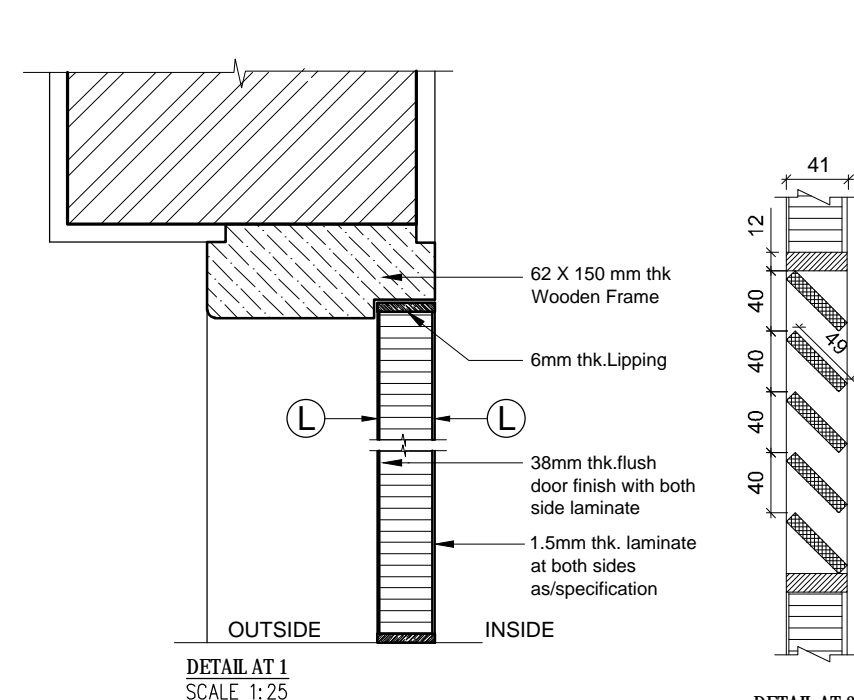 62 X 150 mm thk
Wooden Frame
6mm thk.Lipping
L
L
38mm thk.flush
door finish with both
side laminate
1.5mm thk. laminate
at both sides
as/specification
OUTSIDE
INSIDE
DETAIL AT 1
SCALE 1:25
41
12
40
40
49
40
40
DETAIL AT